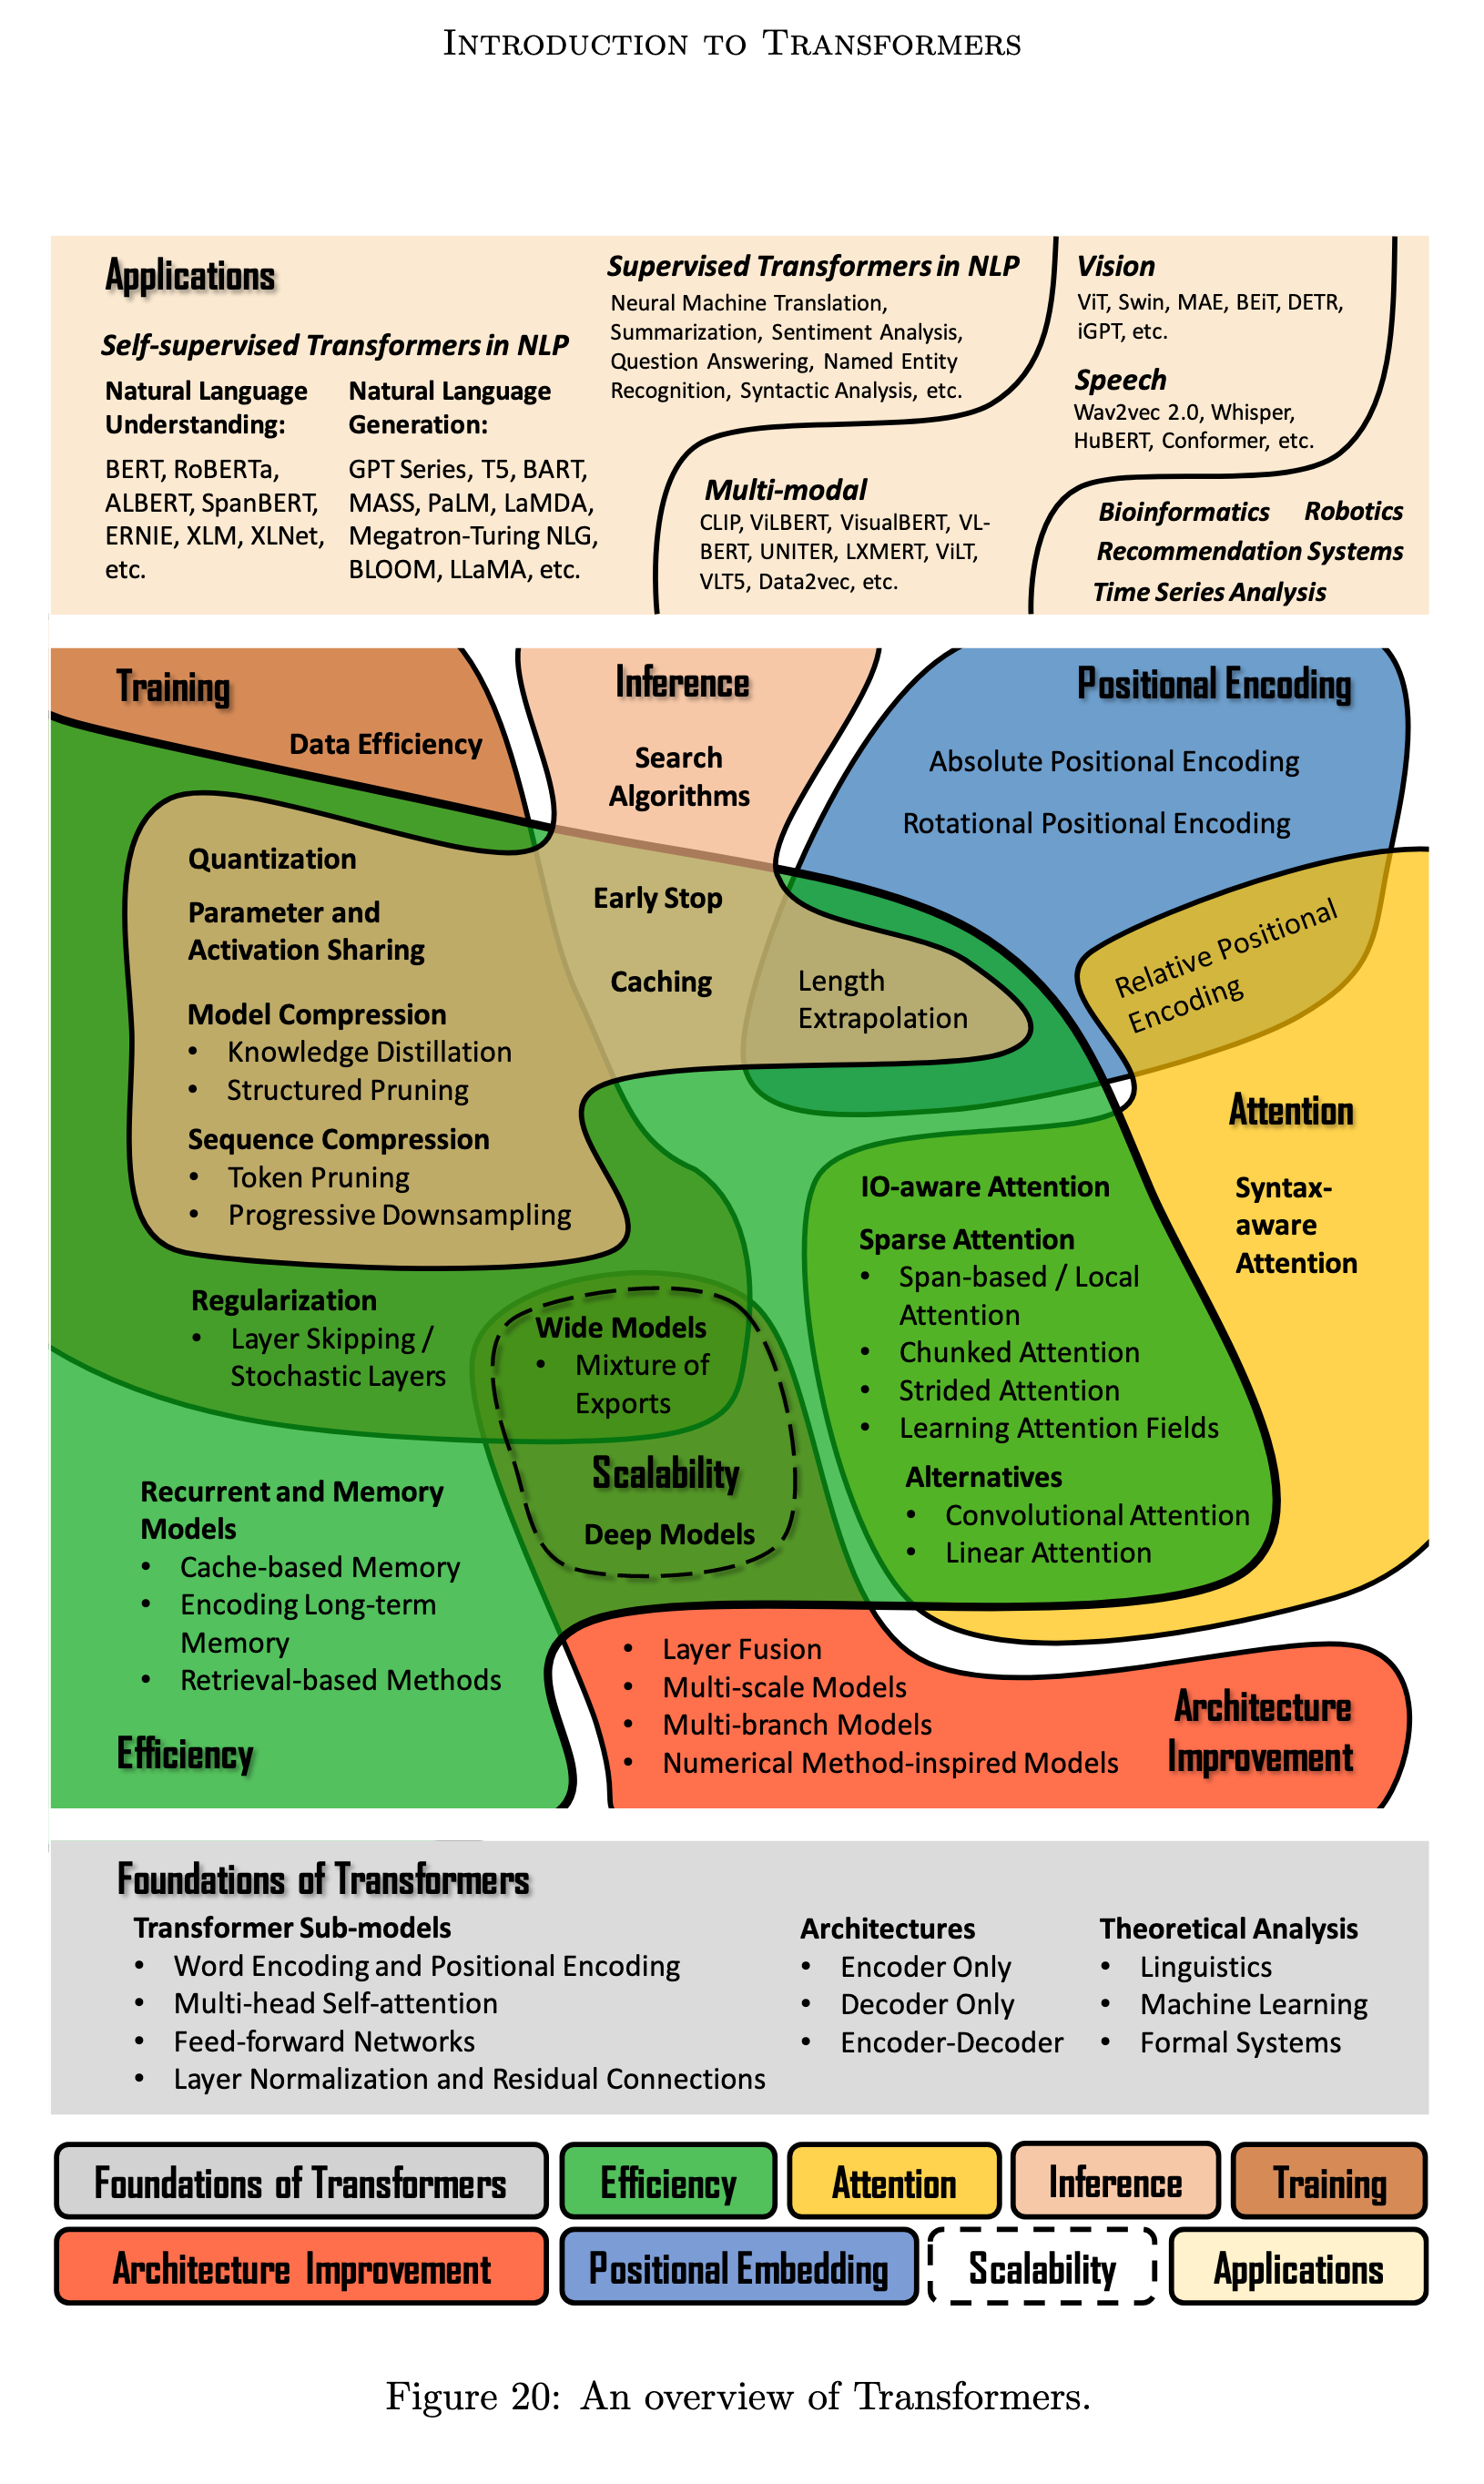 Introduction to Transformers
Applications
Self-supervised Transformers in NLP
Natural Language
Understanding:
BERT, RoBERTa,
ALBERT, SpanBERT,
ERNIE, XLM, XLNet,
etc.
Natural Language
Generation:
GPT Series, T5, BART,
MASS, PaLM, LaMDA,
Megatron-Turing NLG,
BLOOM, LLaMA, etc.
Supervised Transformers in NLP
Neural Machine Translation,
Summarization, Sentiment Analysis,
Question Answering, Named Entity
Recognition, Syntactic Analysis, etc.
Multi-modal
CLIP, ViLBERT, VisualBERT, VL-
BERT, UNITER, LXMERT, ViLT,
VLT5, Data2vec, etc.
Vision
ViT, Swin, MAE, BEiT, DETR,
iGPT, etc.
Speech
Wav2vec 2.0, Whisper,
HuBERT, Conformer, etc.
Bioinformatics Robotics
Recommendation Systems
Time Series Analysis
Training
Data Efficiency
Inference
Search
Algorithms
Positional Encoding
Absolute Positional Encoding
Rotational Positional Encoding
Relative Positional
Encoding
Quantization
Parameter and
Activation Sharing
Model Compression
• Knowledge Distillation
• Structured Pruning
Sequence Compression
• Token Pruning
• Progressive Downsampling
Early Stop
Caching
Length
Extrapolation
Attention
Syntax-
aware
Attention
IO-aware Attention
Sparse Attention
• Span-based / Local
Attention
• Chunked Attention
• Strided Attention
• Learning Attention Fields
Alternatives
• Convolutional Attention
• Linear Attention
Regularization
• Layer Skipping /
Stochastic Layers
Wide Models
• Mixture of
Exports
Scalability
Deep Models
Recurrent and Memory
Models
• Cache-based Memory
• Encoding Long-term
Memory
• Retrieval-based Methods
Efficiency
• Layer Fusion
• Multi-scale Models
• Multi-branch Models
• Numerical Method-inspired Models
Architecture
Improvement
Foundations of Transformers
Transformer Sub-models
• Word Encoding and Positional Encoding
• Multi-head Self-attention
• Feed-forward Networks
• Layer Normalization and Residual Connections
Architectures
• Encoder Only
• Decoder Only
• Encoder-Decoder
Theoretical Analysis
• Linguistics
• Machine Learning
• Formal Systems
Foundations of Transformers
Efficiency
Attention
Inference
Training
Architecture Improvement
Positional Embedding
Scalability
Applications
Figure 20: An overview of Transformers.